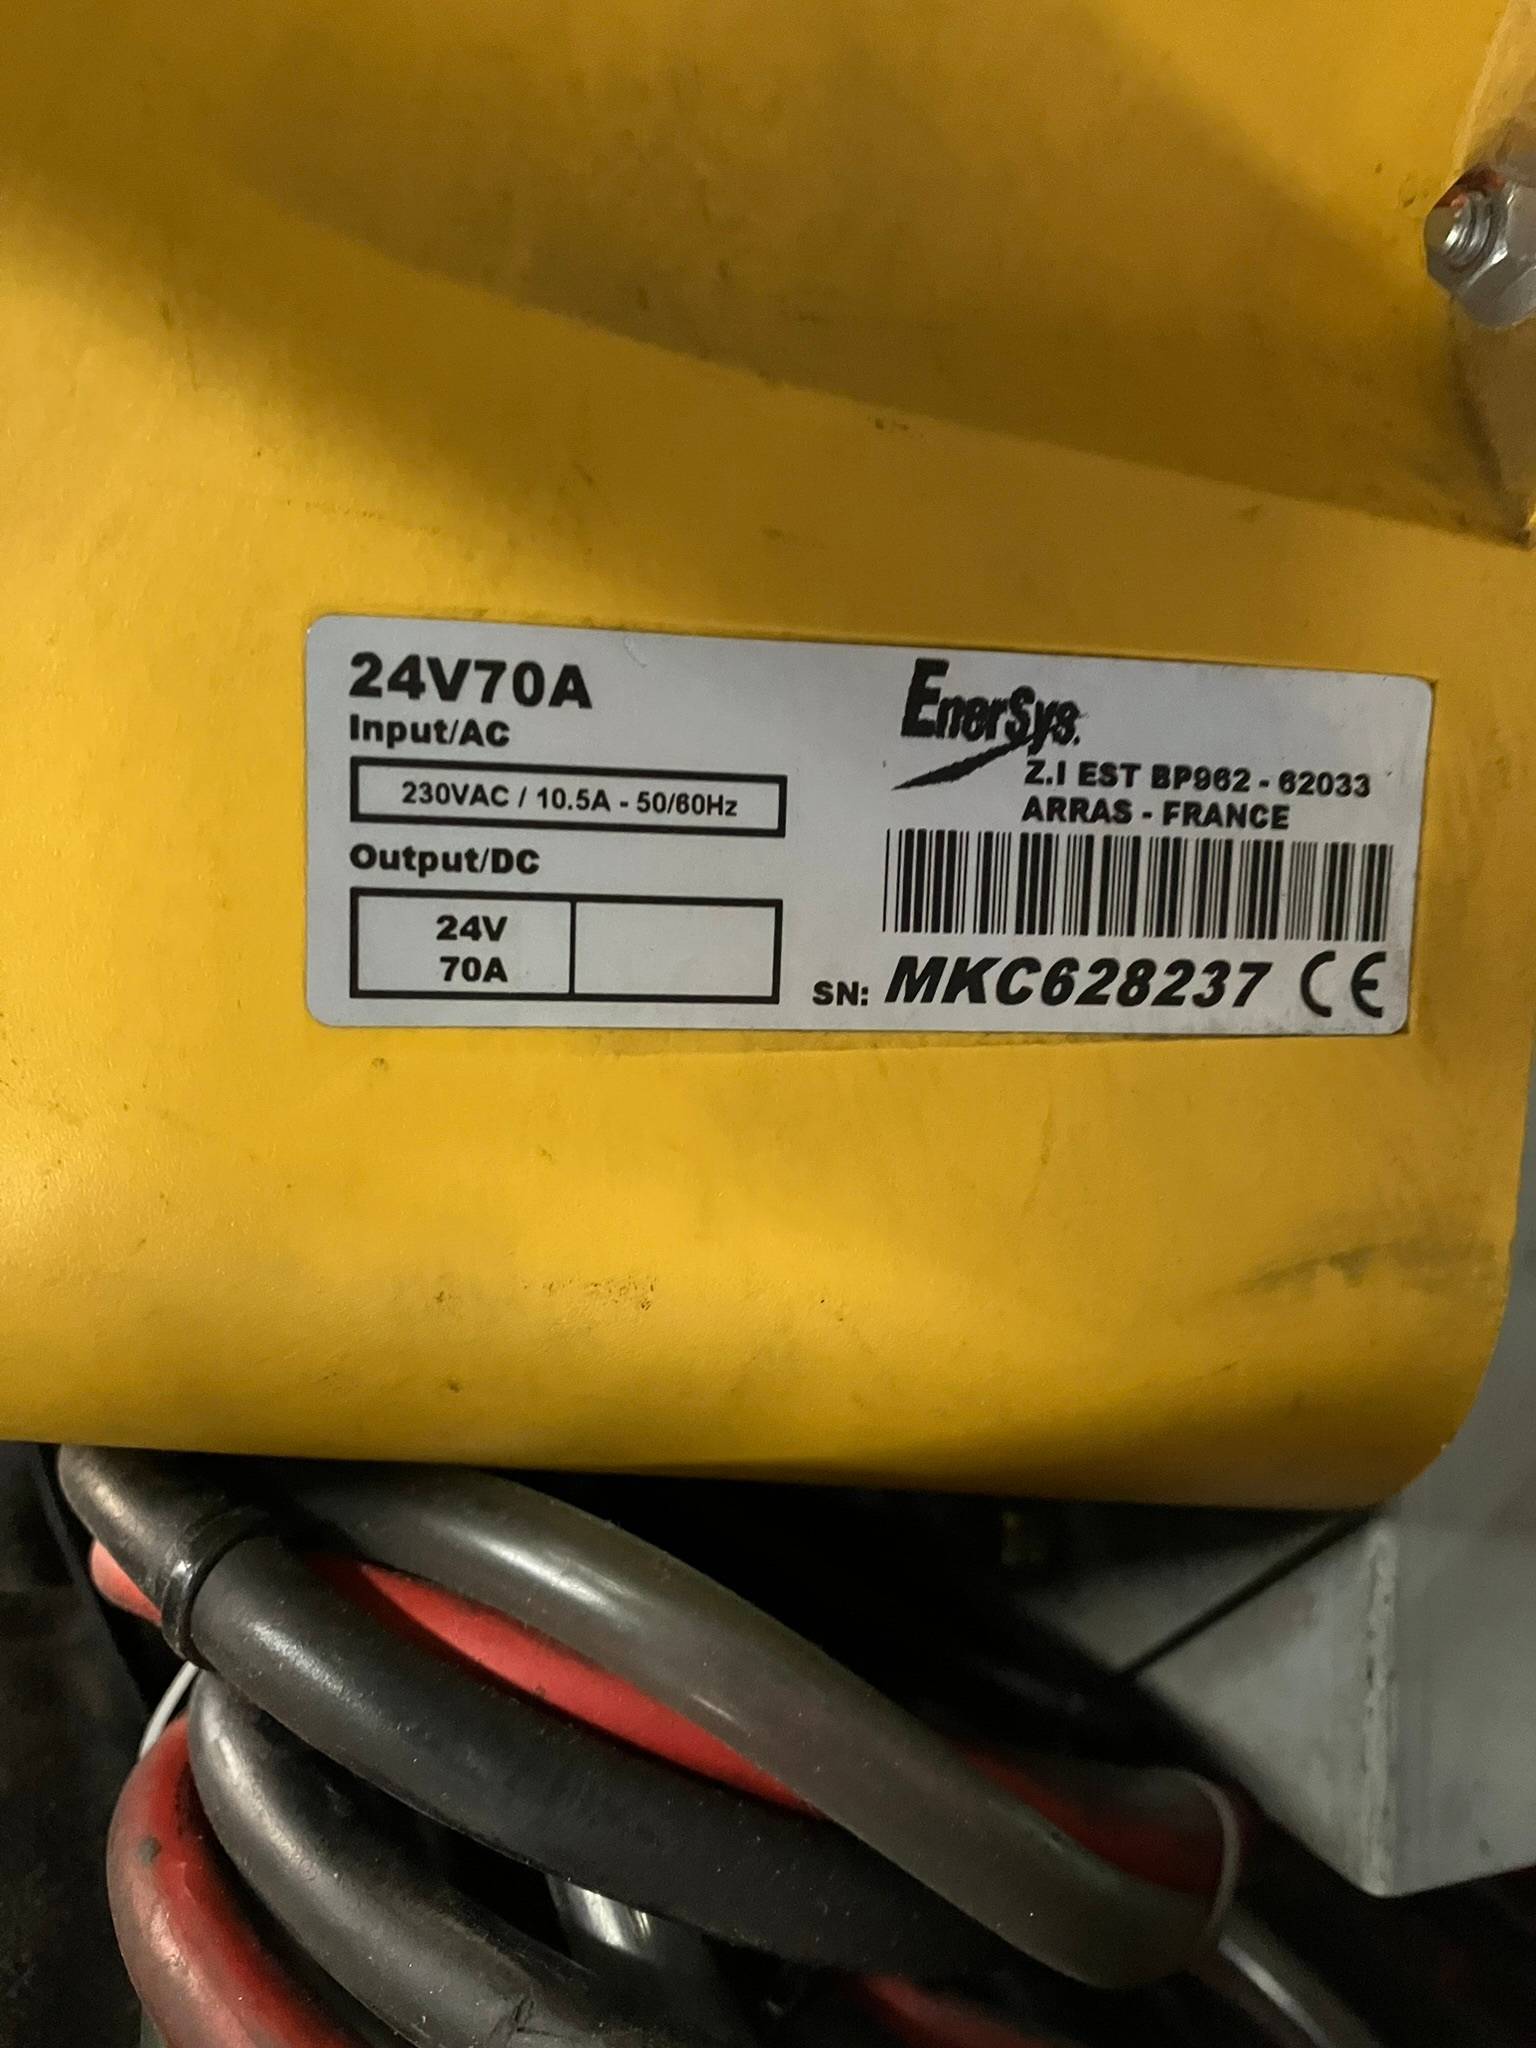 24V70A
Input/AC
230VAC / 10.5A - 50/60Hz
Output/DC
24V
70A
EnerSys.
Z.I EST BP962 - 62033
ARRAS - FRANCE
SN: MKC628237 CE